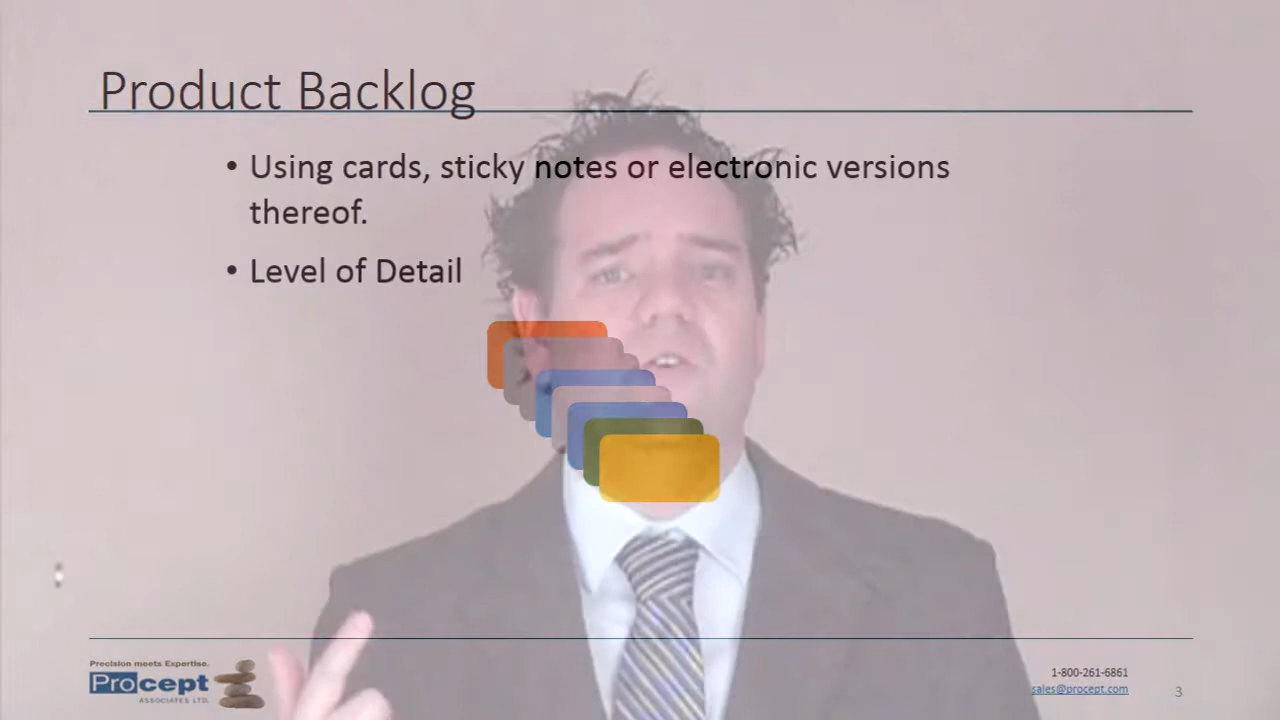 Product Backlog
• Using cards, sticky notes or electronic versions
thereof.
• Level of Detail
Precision meets Expertise.
Procept
ASSOCIATES LTD.
1-800-261-6861
sales@procept.com
3